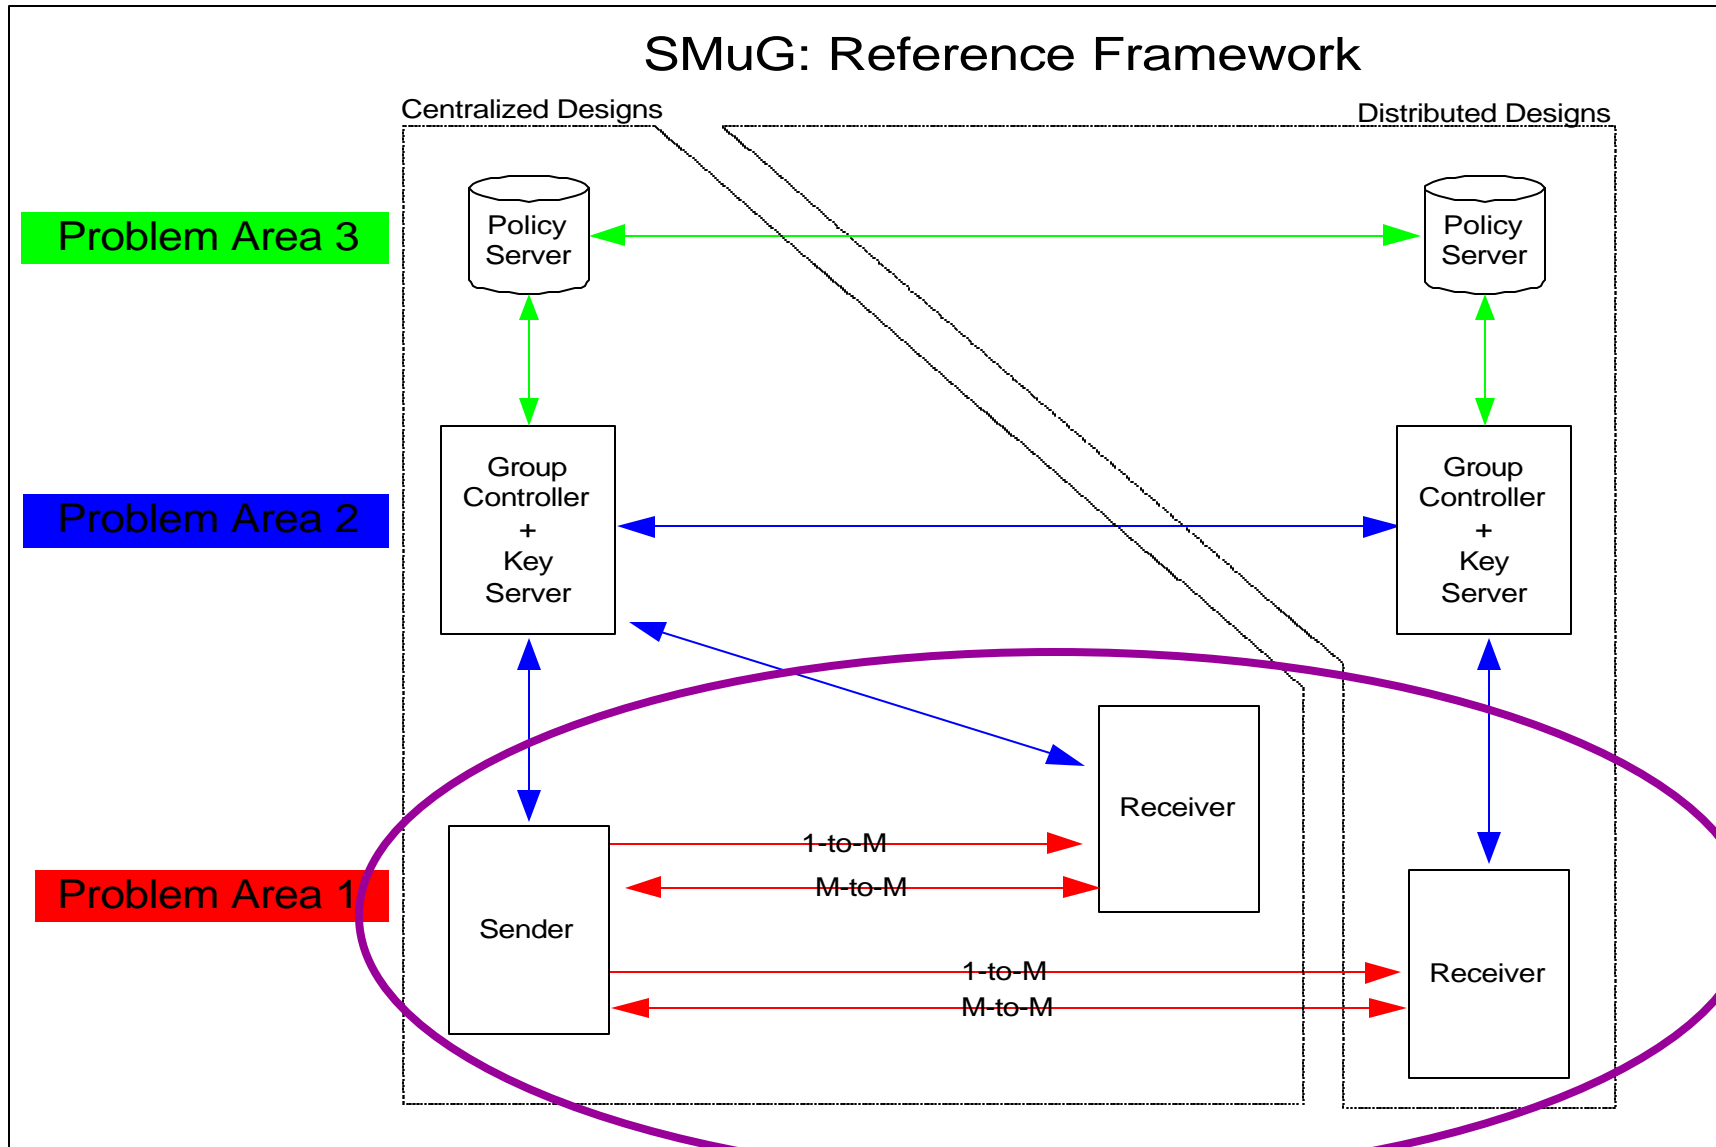 SMuG: Reference Framework
Centralized Designs
Distributed Designs
Problem Area 3
Policy
Server
Policy
Server
Problem Area 2
Group
Controller
+
Key
Server
Group
Controller
+
Key
Server
Problem Area 1
Sender
1-to-M
M-to-M
Receiver
1-to-M
M-to-M
Receiver